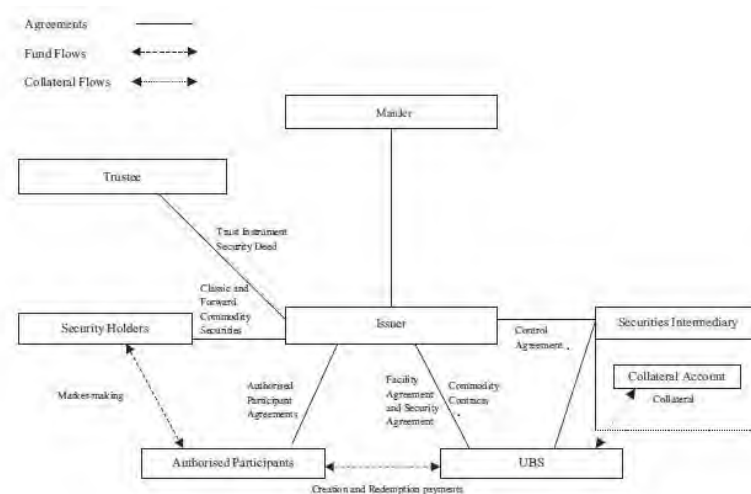 Agreements
Fund Flows
Collateral Flows
Trustee
Trust Instrument
Security Deed
Classic and
Forward
Commodity
Securities
Security Holders
Issuer
Securities Intermediary
Control
Agreement
Collateral Account
Collateral
Market-making
Authorised
Participant
Agreements
Facility
Agreement
and Security
Agreement
Commodity
Contracts
Authorised Participants
UBS
Creation and Redemption payments